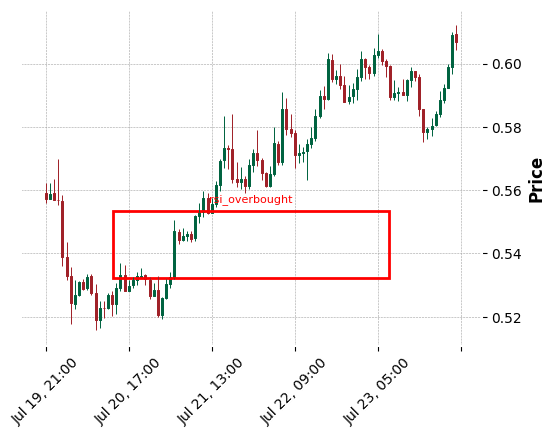 0.60
0.58
0.56
0.54
0.52
Price
rsi_overbought
Jul 19, 21:00
Jul 20, 17:00
Jul 21, 13:00
Jul 22, 09:00
Jul 23, 05:00